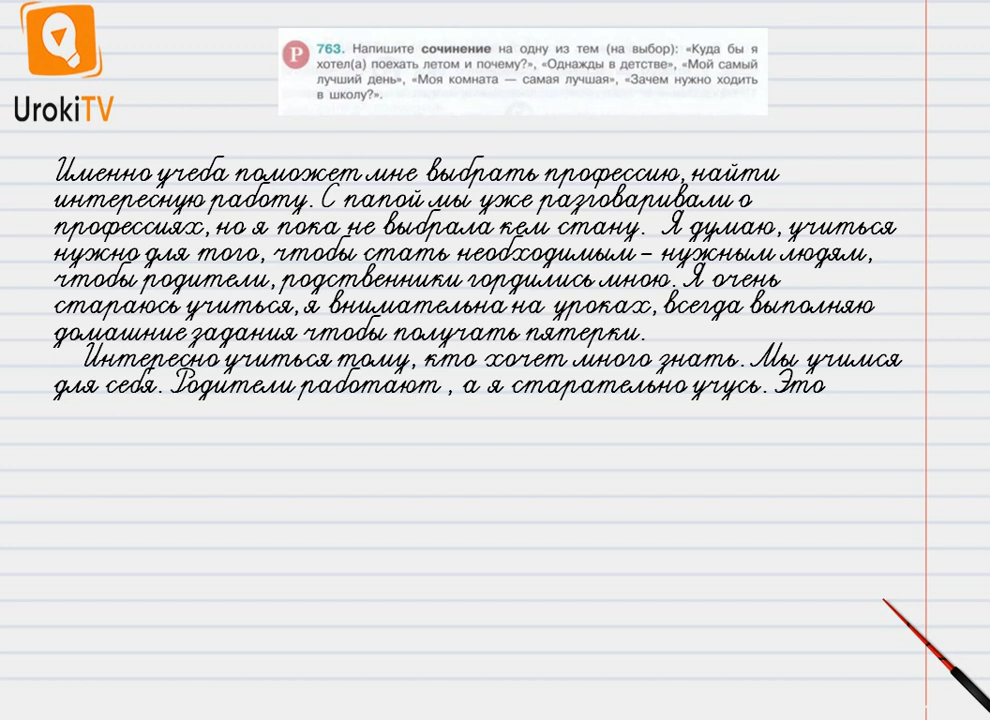 UrokiTV
Р
763. Напишите сочинение на одну из тем (на выбор): «Куда бы я
хотел(а) поехать летом и почему?», «Однажды в детстве», «Мой самый
лучший день», «Моя комната — самая лучшая», «Зачем нужно ходить
в школу?».
Именно учеба поможет мне выбрать профессию, найти
интересную работу. С папой мы уже разговаривали о
профессиях, но я пока не выбрала кем стану. Я думаю, учиться
нужно для того, чтобы стать необходимым – нужным людям,
чтобы родители, родственники гордились мною. Я очень
стараюсь учиться, я внимательна на уроках, всегда выполняю
домашние задания чтобы получать пятерки.
Интересно учиться тому, кто хочет много знать. Мы учимся
для себя. Родители работают , а я старательно учусь. Это